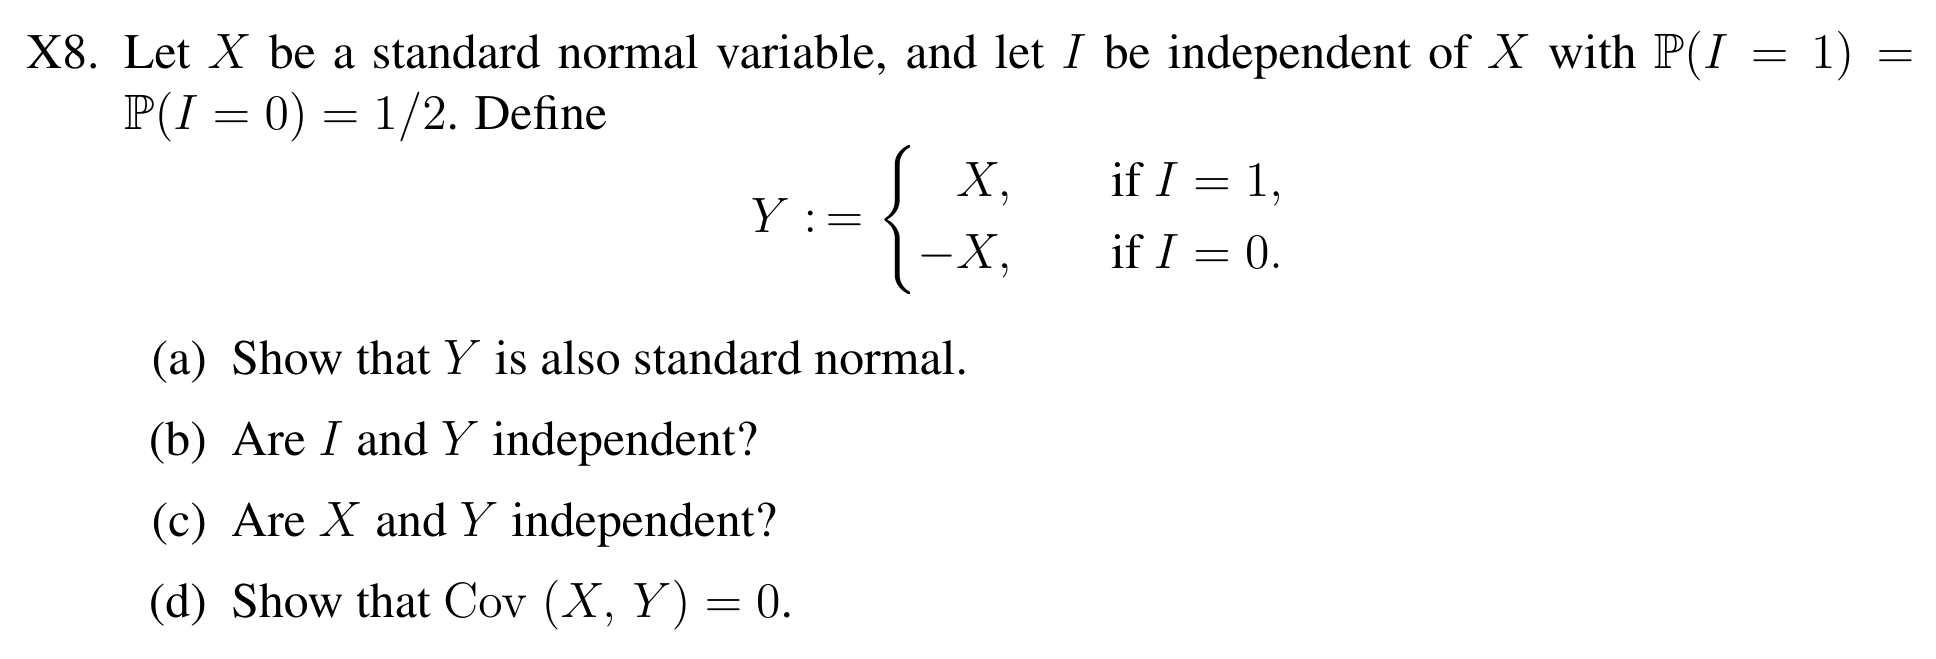 X8. Let X be a standard normal variable, and let I be independent of X with ℙ(I = 1) =
ℙ(I = 0) = 1/2. Define
Y := { X, if I = 1,
−X, if I = 0.
(a) Show that Y is also standard normal.
(b) Are I and Y independent?
(c) Are X and Y independent?
(d) Show that Cov (X, Y) = 0.